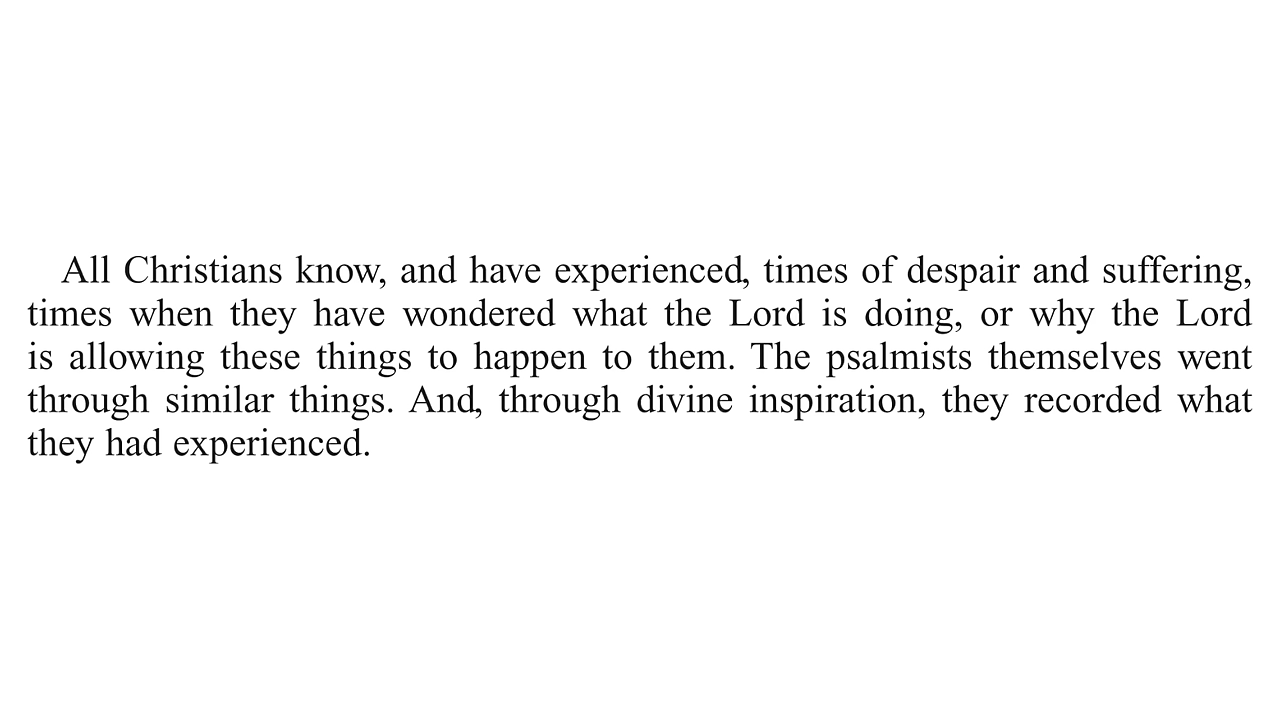 All Christians know, and have experienced, times of despair and suffering,
times when they have wondered what the Lord is doing, or why the Lord
is allowing these things to happen to them. The psalmists themselves went
through similar things. And, through divine inspiration, they recorded what
they had experienced.